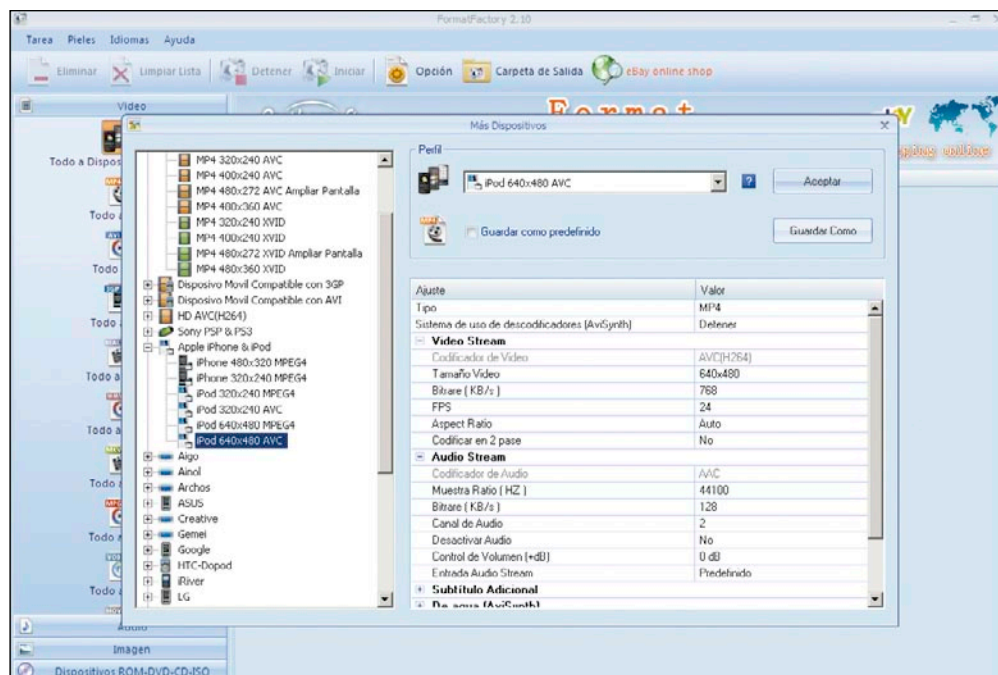 FormatFactory 2.10
Tarea Pieles Idiomas Ayuda
Eliminar Limpiar Lista Detener Iniciar Opción Carpeta de Salida eBay online shop
Video
Más Dispositivos
Todo a Dispos
Todo a
Todo
Todo
Todo a
Todo a
Todo
Todo
Todo
MP4 320x240 AVC
MP4 400x240 AVC
MP4 480x272 AVC Ampliar Pantalla
MP4 480x360 AVC
MP4 320x240 XVID
MP4 400x240 XVID
MP4 480x272 XVID Ampliar Pantalla
MP4 480x360 XVID
Disposivo Movil Compatible con 3GP
Disposivo Movil Compatible con AVI
HD AVC(H264)
Sony PSP & PS3
Apple iPhone & iPod
iPhone 480x320 MPEG4
iPhone 320x240 MPEG4
iPod 320x240 MPEG4
iPod 320x240 AVC
iPod 640x480 MPEG4
iPod 640x480 AVC
Aigo
Ainol
Archos
ASUS
Creative
Gemei
Google
HTC-Dopod
iRiver
LG
Perfil
iPod 640x480 AVC
Aceptar
Guardar como predefinido
Guardar Como
Ajuste Valor
Tipo MP4
Sistema de uso de descodificadores (AviSynth) Detener
Video Stream
Codificador de Video AVC(H264)
Tamaño Video 640x480
Bitrare ( KB/s ) 768
FPS 24
Aspect Ratio Auto
Codificar en 2 pase No
Audio Stream
Codificador de Audio AAC
Muestra Ratio ( HZ ) 44100
Bitrare ( KB/s ) 128
Canal de Audio 2
Desactivar Audio No
Control de Volumen (+dB) 0 dB
Entrada Audio Stream Predefinido
Subtítulo Adicional
De agua (AviSynth)
Audio
Imagen
Dispositivos ROM-DVD-CD-ISO